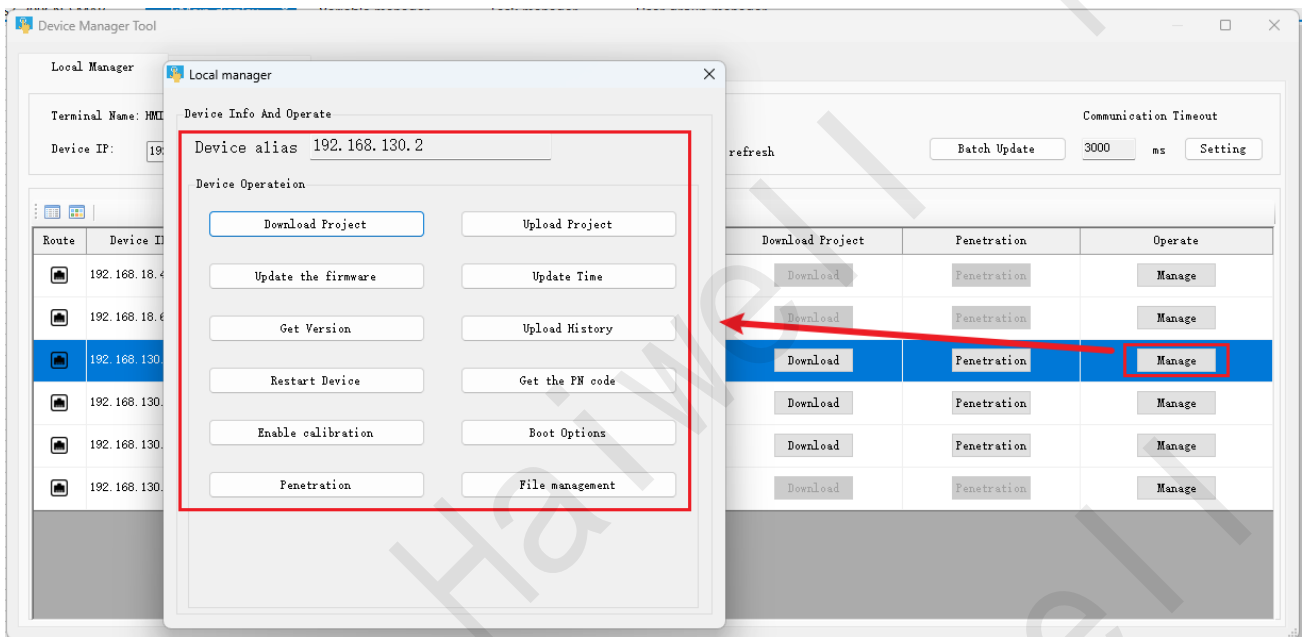 Device Manager Tool
Local Manager
Local manager
Terminal Name: HMI
Device Info And Operate
Communication Timeout
Device IP:
Device alias 192.168.130.2
refresh
Batch Update
3000 ms
Setting
Device Operateion
Download Project
Upload Project
Update the firmware
Update Time
Get Version
Upload History
Restart Device
Get the PN code
Enable calibration
Boot Options
Penetration
File management
Route
Download Project
Penetration
Operate
192.168.18.
Download
Penetration
Manage
192.168.18.
Download
Penetration
Manage
192.168.130.
Download
Penetration
Manage
192.168.130.
Download
Penetration
Manage
192.168.130.
Download
Penetration
Manage
192.168.130.
Download
Penetration
Manage
Haiwell